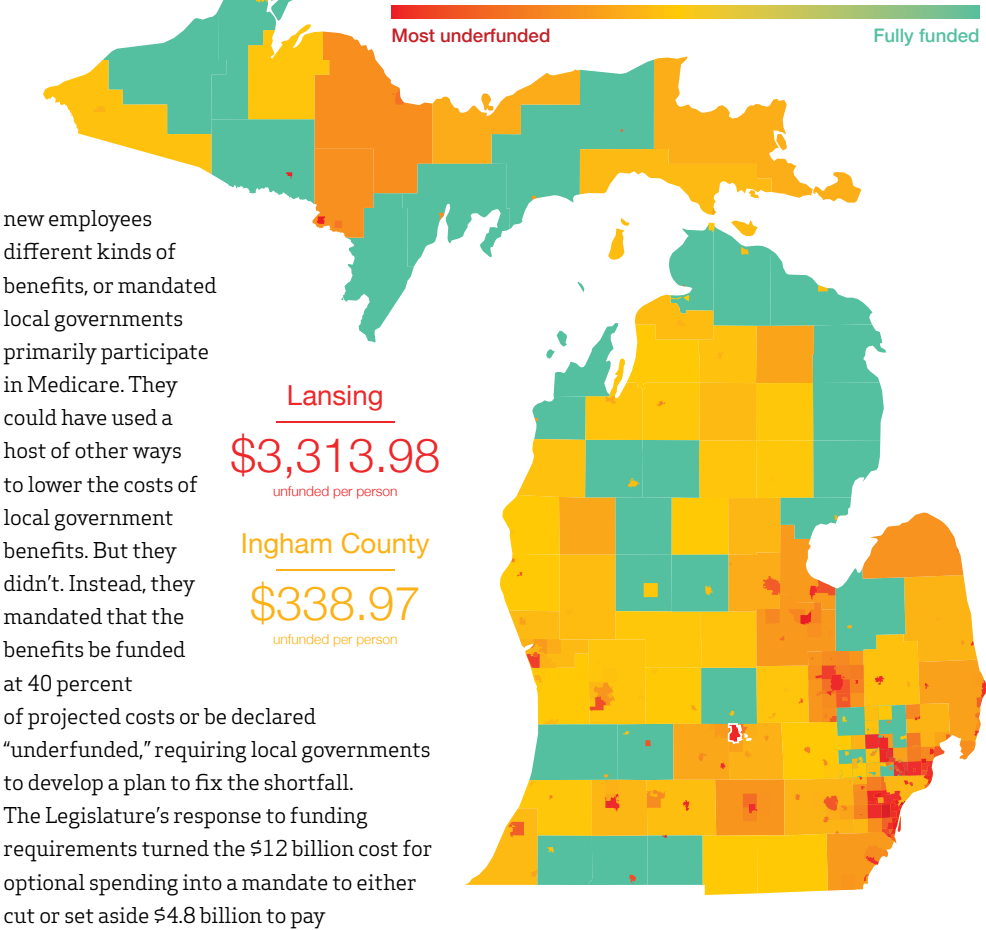 Most underfunded
Fully funded
new employees
different kinds of
benefits, or mandated
local governments
primarily participate
in Medicare. They
could have used a
host of other ways
to lower the costs of
local government
benefits. But they
didn’t. Instead, they
mandated that the
benefits be funded
at 40 percent
of projected costs or be declared
“underfunded,” requiring local governments
to develop a plan to fix the shortfall.
The Legislature’s response to funding
requirements turned the $12 billion cost for
optional spending into a mandate to either
cut or set aside $4.8 billion to pay
Lansing
$3,313.98
unfunded per person
Ingham County
$338.97
unfunded per person